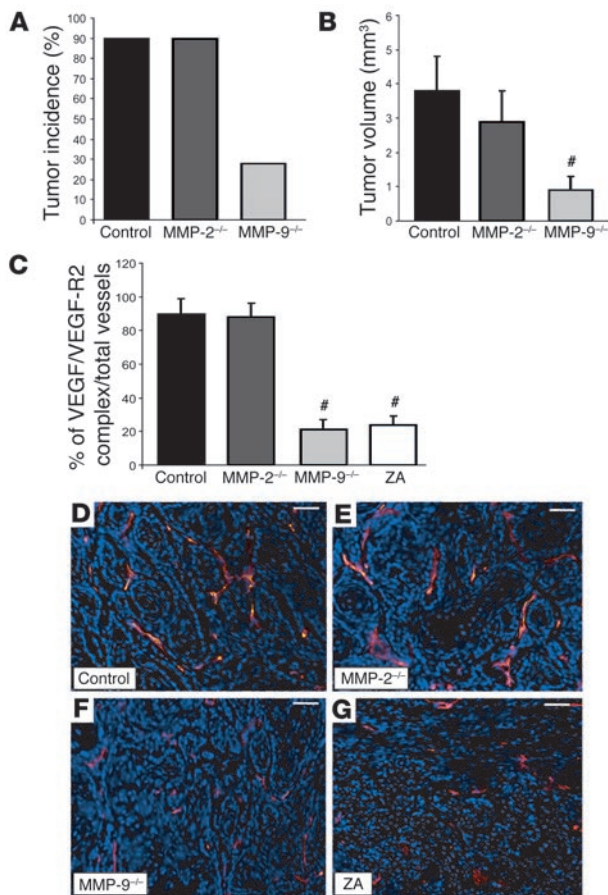 A
Tumor incidence (%)
90
80
70
60
50
40
30
20
10
0
Control MMP-2–/– MMP-9–/–
B
Tumor volume (mm3)
6
5
4
3
2
1
0
#
Control MMP-2–/– MMP-9–/–
C
% of VEGF/VEGF-R2
complex/total vessels
120
100
80
60
40
20
0
# #
Control MMP-2–/– MMP-9–/– ZA
D
Control
E
MMP-2–/–
F
MMP-9–/–
G
ZA